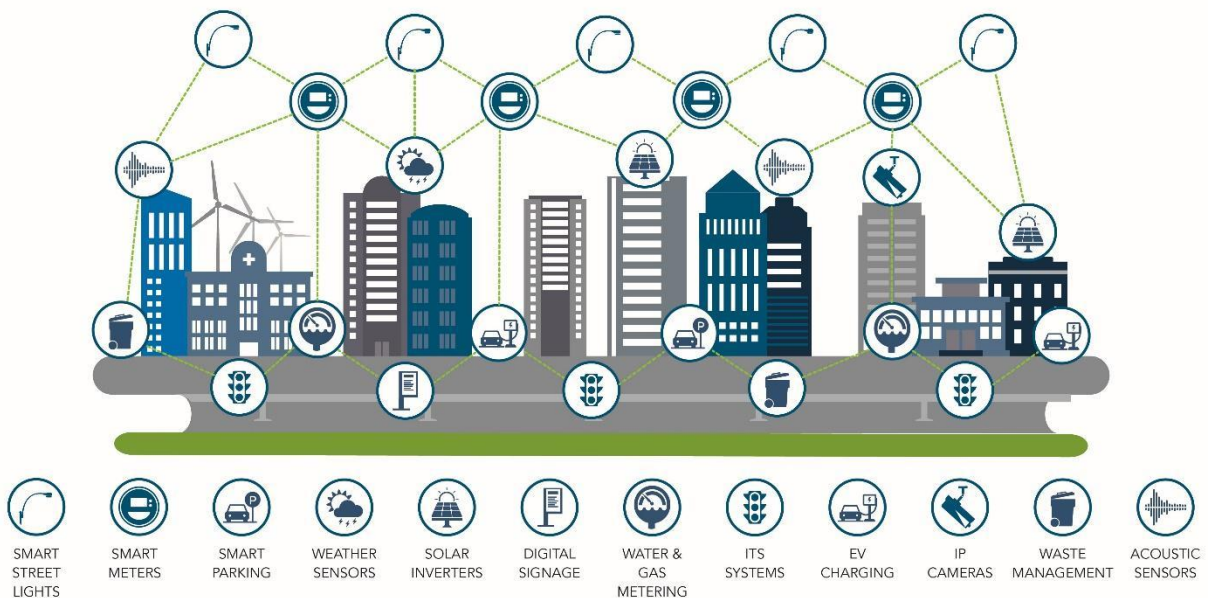 P
SMART
STREET
LIGHTS
SMART
METERS
P
SMART
PARKING
WEATHER
SENSORS
SOLAR
INVERTERS
DIGITAL
SIGNAGE
WATER &
GAS
METERING
ITS
SYSTEMS
EV
CHARGING
IP
CAMERAS
WASTE
MANAGEMENT
ACOUSTIC
SENSORS